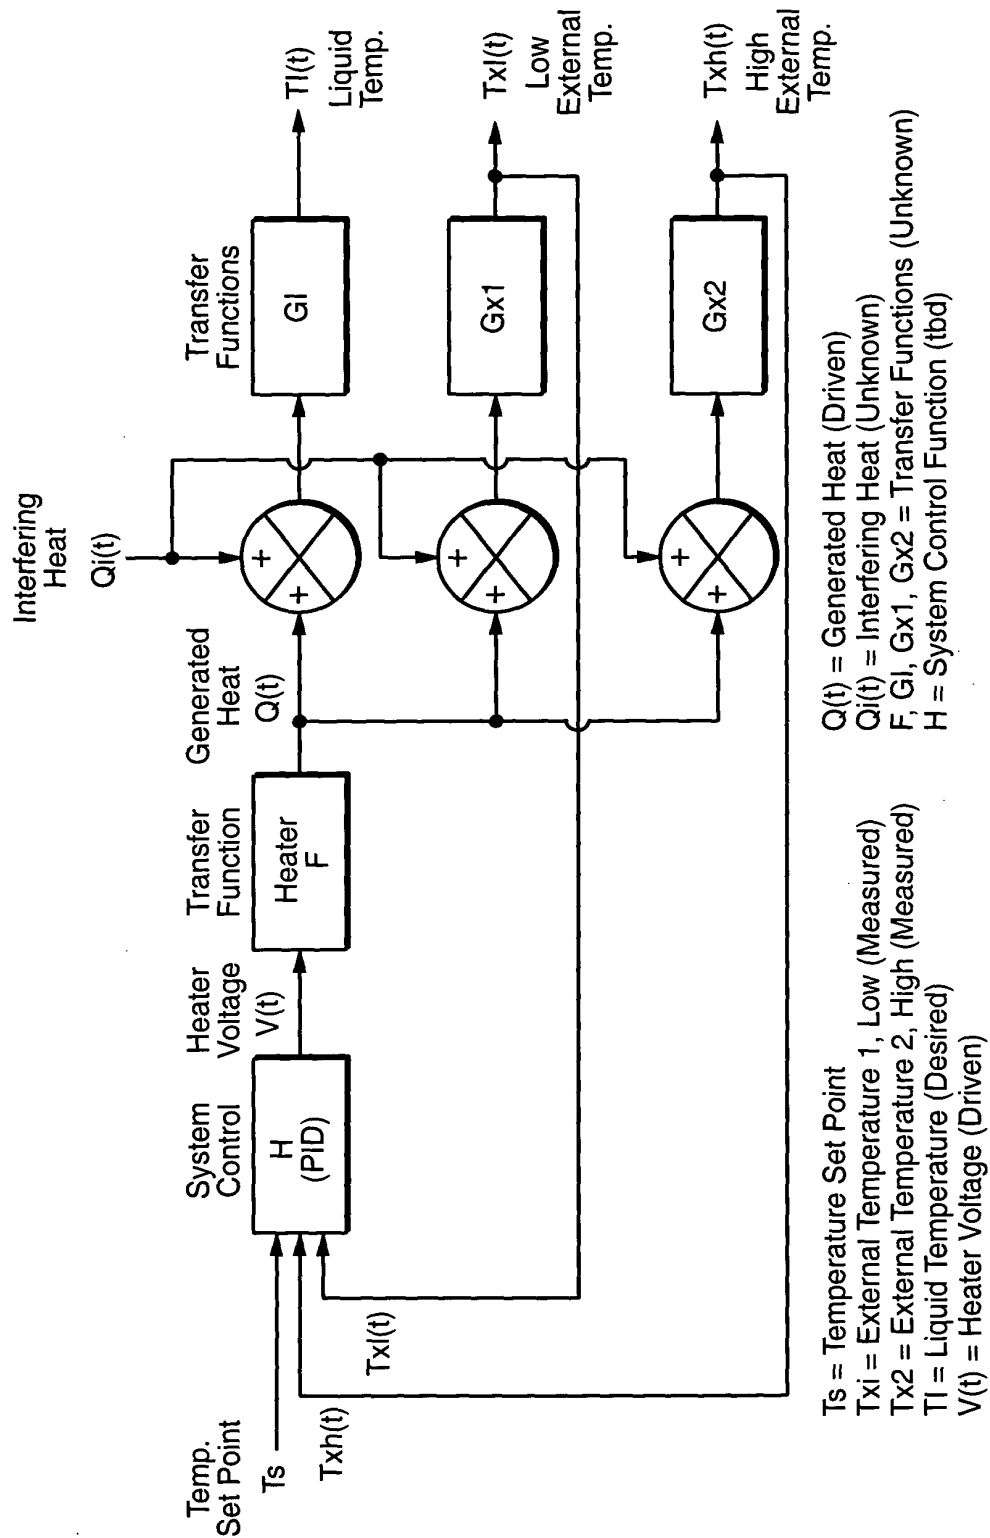 Interfering
Heat
Qi(t)
Temp.
Set Point
Ts
Txh(t)
Txl(t)
System
Control
H
(PID)
Heater
Voltage
V(t)
Transfer
Function
Heater
F
Generated
Heat
Q(t)
+
+
+
+
+
+
Transfer
Functions
Gl
Gx1
Gx2
Tl(t)
Liquid
Temp.
Txl(t)
Low
External
Temp.
Txh(t)
High
External
Temp.
Ts = Temperature Set Point
Txi = External Temperature 1, Low (Measured)
Tx2 = External Temperature 2, High (Measured)
Tl = Liquid Temperature (Desired)
V(t) = Heater Voltage (Driven)
Q(t) = Generated Heat (Driven)
Qi(t) = Interfering Heat (Unknown)
F, Gl, Gx1, Gx2 = Transfer Functions (Unknown)
H = System Control Function (tbd)